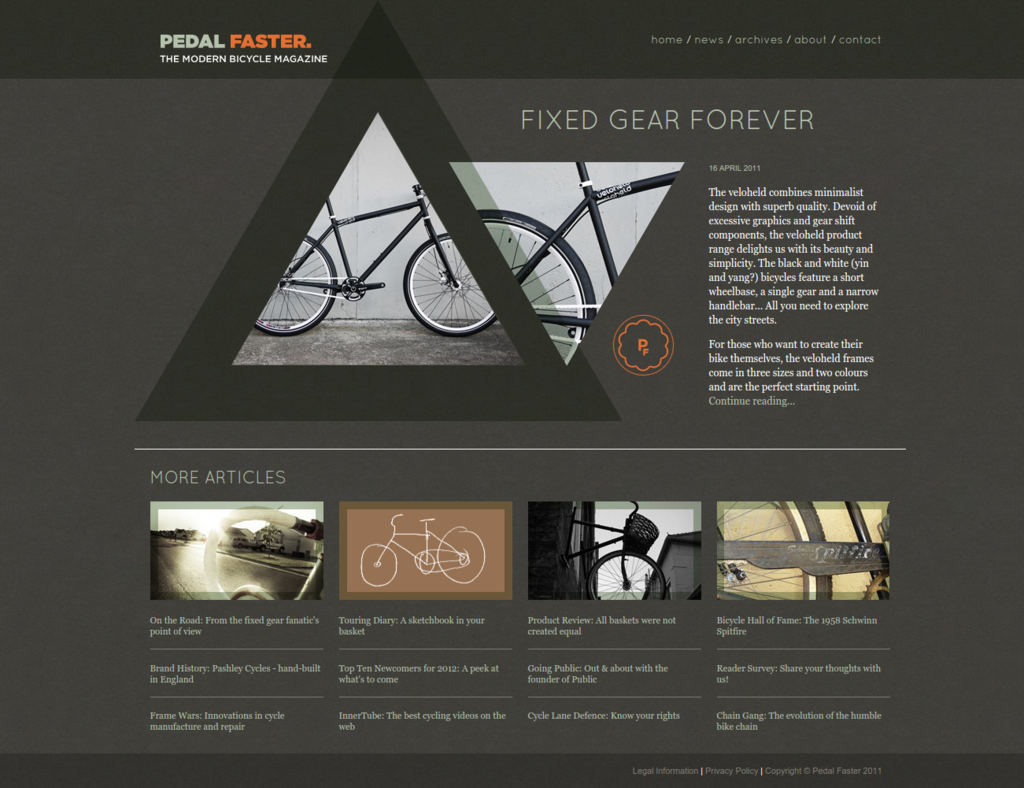 PEDAL FASTER.
THE MODERN BICYCLE MAGAZINE
home / news / archives / about / contact
FIXED GEAR FOREVER
veloheld
16 APRIL 2011
The veloheld combines minimalist
design with superb quality. Devoid of
excessive graphics and gear shift
components, the veloheld product
range delights us with its beauty and
simplicity. The black and white (yin
and yang?) bicycles feature a short
wheelbase, a single gear and a narrow
handlebar... All you need to explore
the city streets.
PF
For those who want to create their
bike themselves, the veloheld frames
come in three sizes and two colours
and are the perfect starting point.
Continue reading...
MORE ARTICLES
Spitfire
On the Road: From the fixed gear fanatic's
point of view
Touring Diary: A sketchbook in your
basket
Product Review: All baskets were not
created equal
Bicycle Hall of Fame: The 1958 Schwinn
Spitfire
Brand History: Pashley Cycles - hand-built
in England
Top Ten Newcomers for 2012: A peek at
what's to come
Going Public: Out & about with the
founder of Public
Reader Survey: Share your thoughts with
us!
Frame Wars: Innovations in cycle
manufacture and repair
InnerTube: The best cycling videos on the
web
Cycle Lane Defence: Know your rights
Chain Gang: The evolution of the humble
bike chain
Legal Information | Privacy Policy | Copyright © Pedal Faster 2011